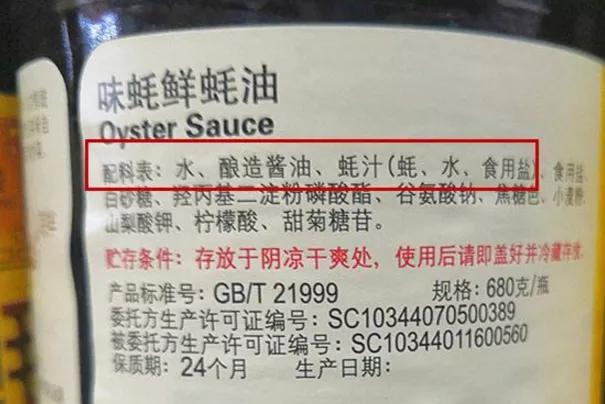 味蚝鲜蚝油
Oyster Sauce
配料表：水、酿造酱油、蚝汁(蚝、水、食用盐)、食用盐、
白砂糖、羟丙基二淀粉磷酸酯、谷氨酸钠、焦糖色、小麦粉、
山梨酸钾、柠檬酸、甜菊糖苷。
贮存条件：存放于阴凉干爽处，使用后请即盖好并冷藏存放。
产品标准号：GB/T 21999 规格：680克/瓶
委托方生产许可证编号：SC10344070500389
被委托方生产许可证编号：SC10344011600560
保质期：24个月 生产日期：